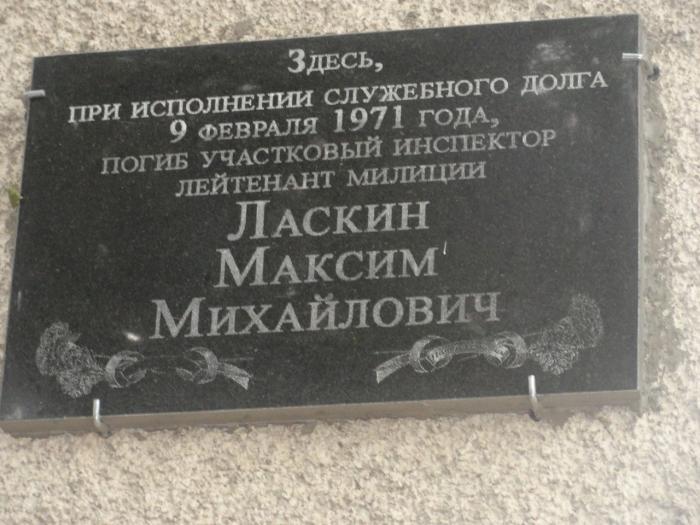 Здесь,
при исполнении служебного долга
9 февраля 1971 года,
погиб участковый инспектор
лейтенант милиции
Ласкин
Максим
Михайлович